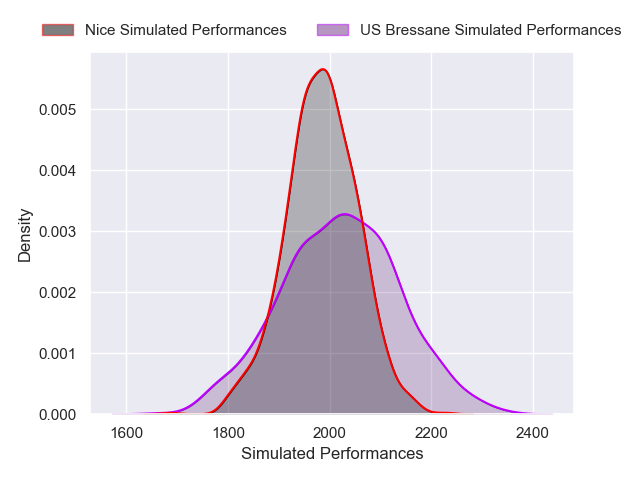 Nice Simulated Performances US Bressane Simulated Performances
Density
0.005
0.004
0.003
0.002
0.001
0.000
1600 1800 2000 2200 2400
Simulated Performances